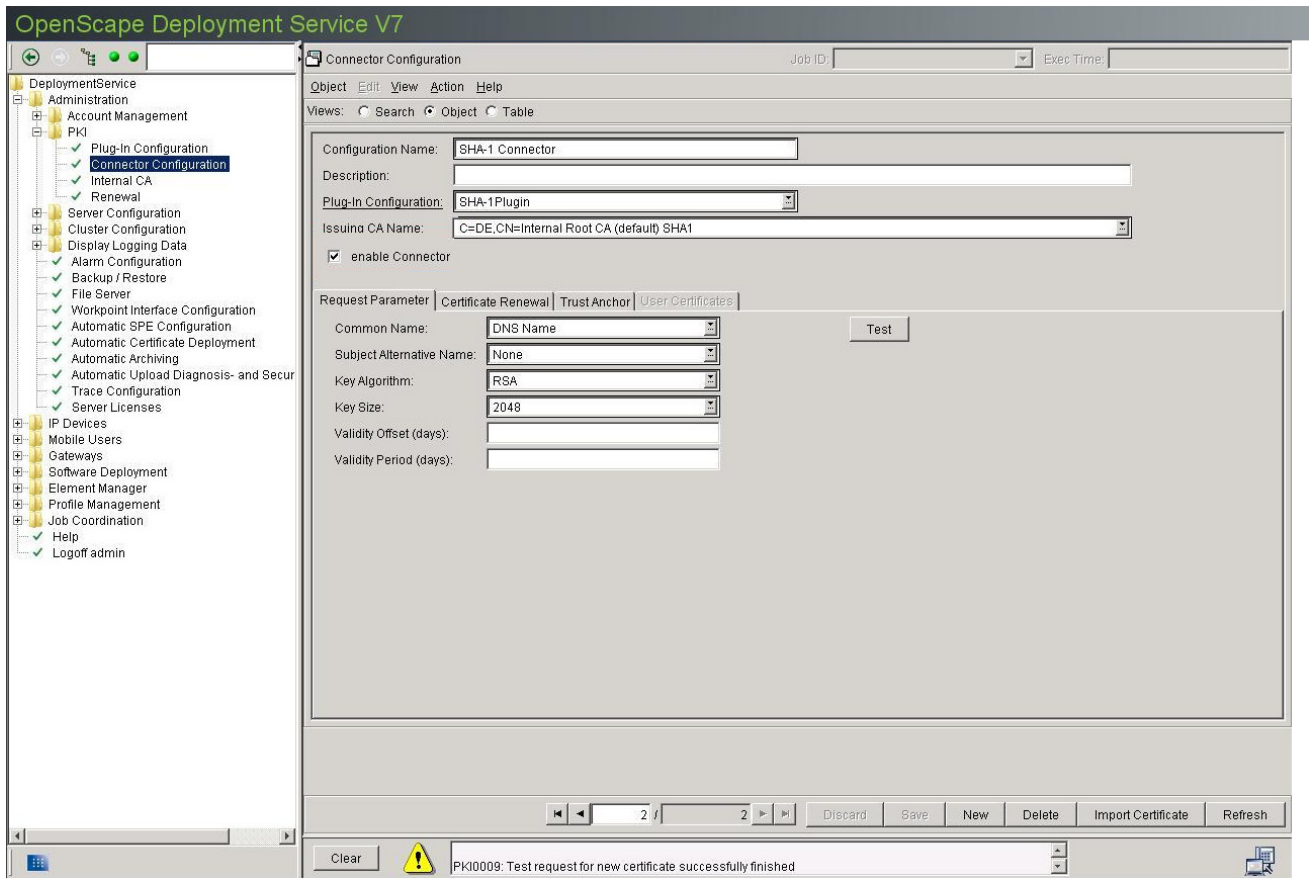 OpenScape Deployment Service V7
DeploymentService
Administration
Account Management
PKI
Plug-In Configuration
Connector Configuration
Internal CA
Renewal
Server Configuration
Cluster Configuration
Display Logging Data
Alarm Configuration
Backup / Restore
File Server
Workpoint Interface Configuration
Automatic SPE Configuration
Automatic Certificate Deployment
Automatic Archiving
Automatic Upload Diagnosis- and Secur
Trace Configuration
Server Licenses
IP Devices
Mobile Users
Gateways
Software Deployment
Element Manager
Profile Management
Job Coordination
Help
Logoff admin
Connector Configuration Job ID: Exec Time:
Object Edit View Action Help
Views: Search Object Table
Configuration Name: SHA-1 Connector
Description:
Plug-In Configuration: SHA-1Plugin
Issuing CA Name: C=DE,CN=Internal Root CA (default) SHA1
enable Connector
Request Parameter Certificate Renewal Trust Anchor User Certificates
Common Name: DNS Name Test
Subject Alternative Name: None
Key Algorithm: RSA
Key Size: 2048
Validity Offset (days):
Validity Period (days):
2 / 2 Discard Save New Delete Import Certificate Refresh
Clear PKI0009: Test request for new certificate successfully finished